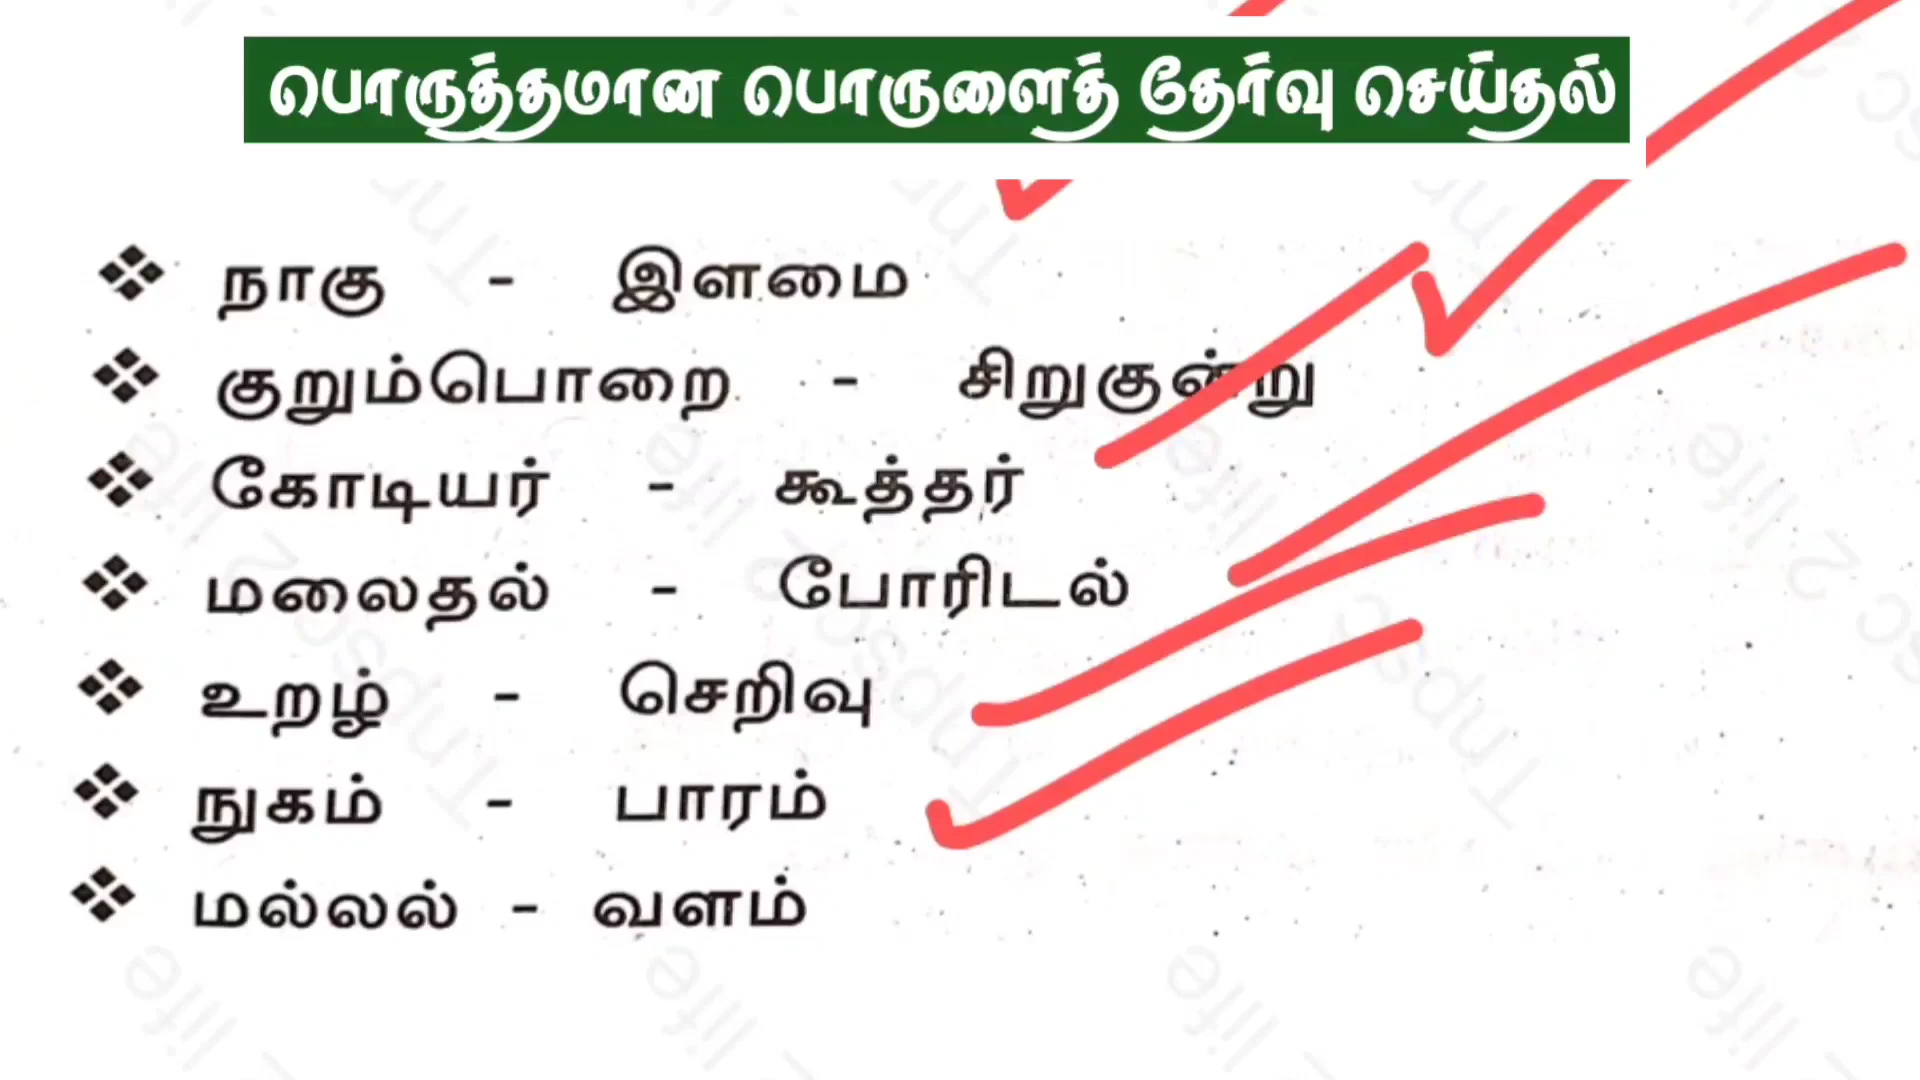 பொருத்தமான பொருளைத் தேர்வு செய்தல்
❖ நாகு - இளமை
❖ குறும்பொறை - சிறுகுன்று
❖ கோடியர் - கூத்தர்
❖ மலைதல் - போரிடல்
❖ உறழ் - செறிவு
❖ நுகம் - பாரம்
❖ மல்லல் - வளம்